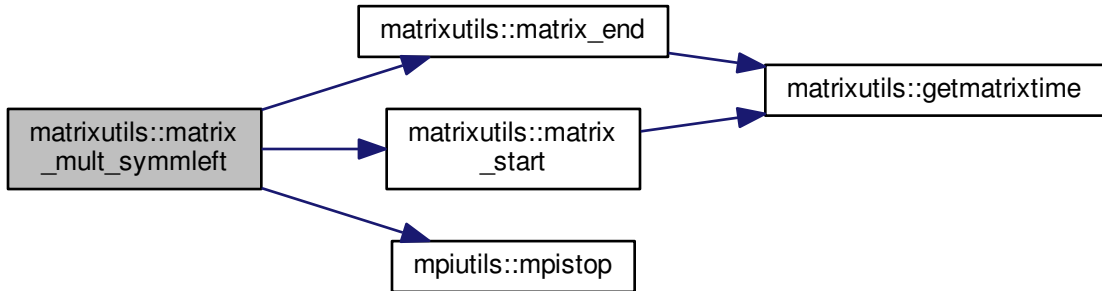 matrixutils::matrix_end
matrixutils::getmatrixtime
matrixutils::matrix
_mult_symmleft
matrixutils::matrix
_start
mpiutils::mpistop